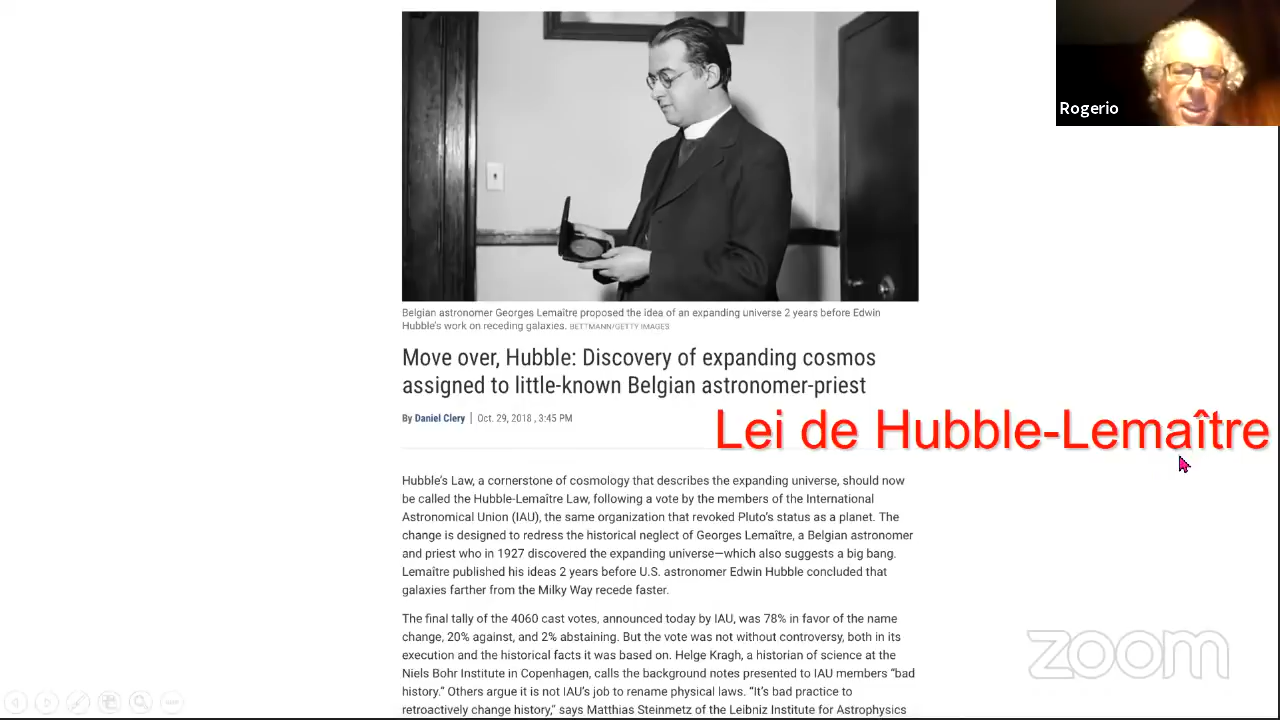 Rogerio
Belgian astronomer Georges Lemaître proposed the idea of an expanding universe 2 years before Edwin
Hubble's work on receding galaxies. BETTMANN/GETTY IMAGES
Move over, Hubble: Discovery of expanding cosmos
assigned to little-known Belgian astronomer-priest
By Daniel Clery | Oct. 29, 2018 , 3:45 PM
Lei de Hubble-Lemaître
Hubble's Law, a cornerstone of cosmology that describes the expanding universe, should now
be called the Hubble-Lemaître Law, following a vote by the members of the International
Astronomical Union (IAU), the same organization that revoked Pluto's status as a planet. The
change is designed to redress the historical neglect of Georges Lemaître, a Belgian astronomer
and priest who in 1927 discovered the expanding universe—which also suggests a big bang.
Lemaître published his ideas 2 years before U.S. astronomer Edwin Hubble concluded that
galaxies farther from the Milky Way recede faster.
The final tally of the 4060 cast votes, announced today by IAU, was 78% in favor of the name
change, 20% against, and 2% abstaining. But the vote was not without controversy, both in its
execution and the historical facts it was based on. Helge Kragh, a historian of science at the
Niels Bohr Institute in Copenhagen, calls the background notes presented to IAU members “bad
history.” Others argue it is not IAU's job to rename physical laws. “It's bad practice to
retroactively change history,” says Matthias Steinmetz of the Leibniz Institute for Astrophysics
zoom